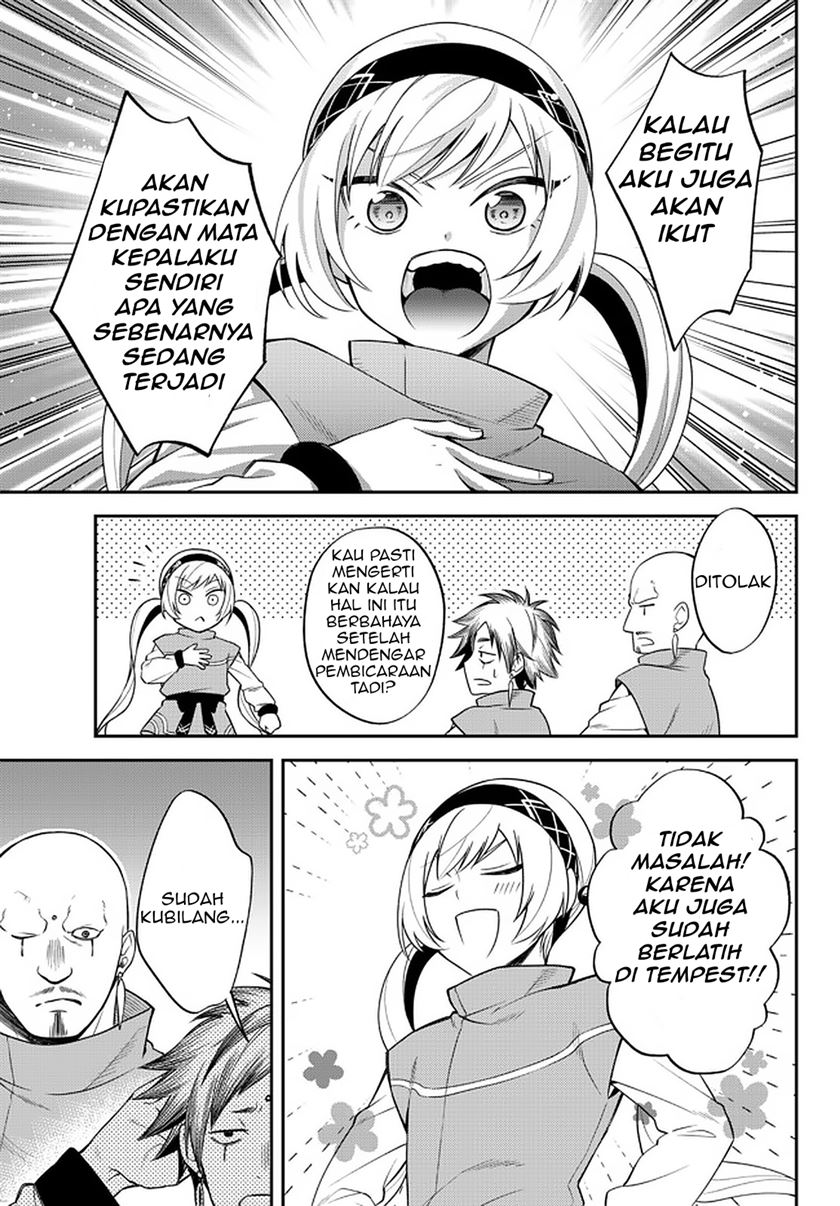 KALAU
BEGITU
AKU JUGA
AKAN
IKUT
AKAN
KUPASTIKAN
DENGAN MATA
KEPALAKU
SENDIRI
APA YANG
SEBENARNYA
SEDANG
TERJADI
DITOLAK
KAU PASTI
MENGERTI
KAN KALAU
HAL INI ITU
BERBAHAYA
SETELAH
MENDENGAR
PEMBICARAAN
TADI?
TIDAK
MASALAH!
KARENA
AKU JUGA
SUDAH
BERLATIH
DI TEMPEST!!
SUDAH
KUBILANG...